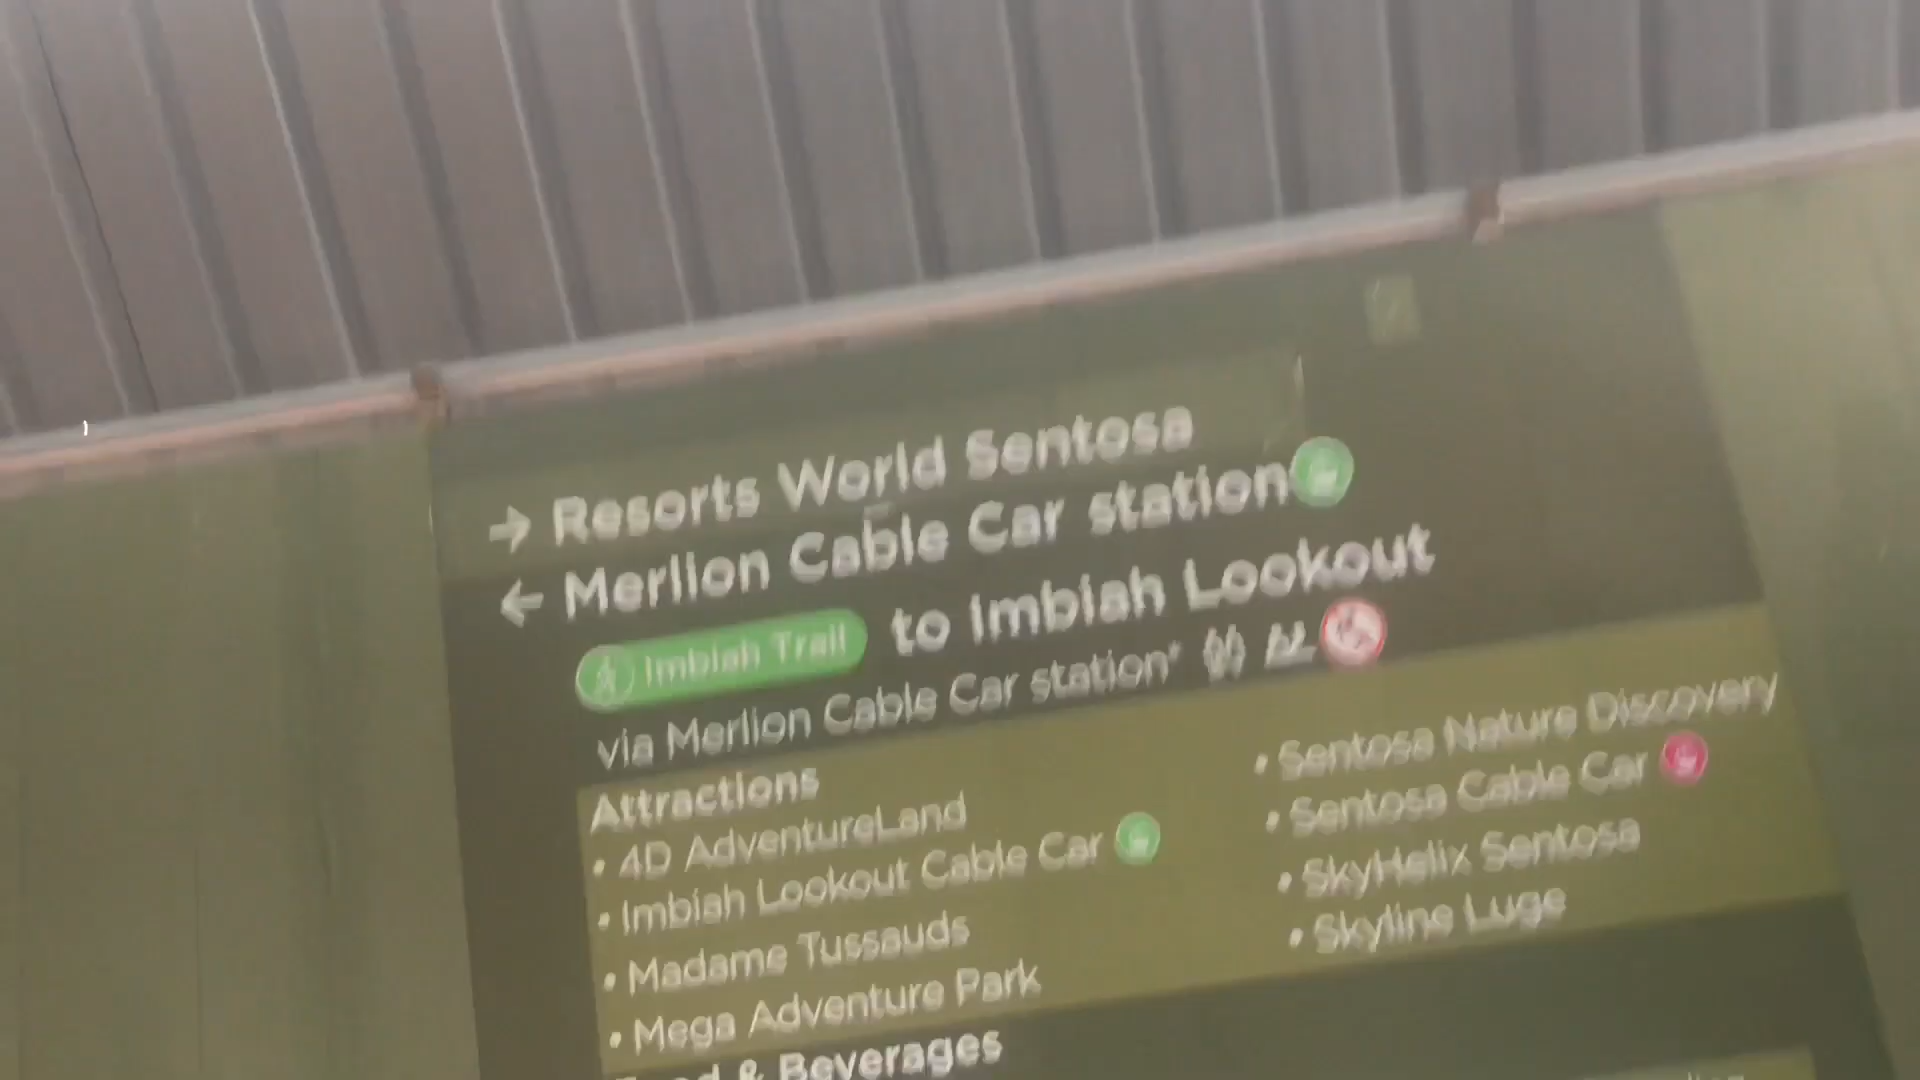 → Resorts World Sentosa
← Merlion Cable Car station
Imbiah Trail to Imbiah Lookout
via Merlion Cable Car station*
Attractions
• 4D AdventureLand
• Imbiah Lookout Cable Car
• Madame Tussauds
• Mega Adventure Park
• Sentosa Nature Discovery
• Sentosa Cable Car
• SkyHelix Sentosa
• Skyline Luge
& Beverages